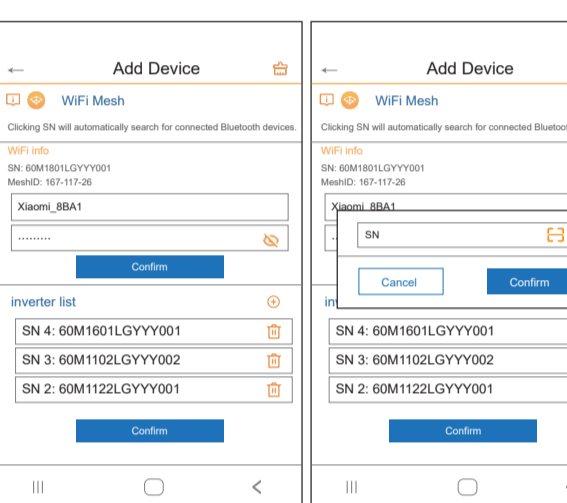 Add Device
WiFi Mesh
Clicking SN will automatically search for connected Bluetooth devices.
WiFi info
SN: 60M1801LGYYY001
MeshID: 167-117-26
Xiaomi_8BA1
.........
Confirm
inverter list
SN 4: 60M1601LGYYY001
SN 3: 60M1102LGYYY002
SN 2: 60M1122LGYYY001
Confirm
Add Device
WiFi Mesh
Clicking SN will automatically search for connected
WiFi info
SN: 60M1801LGYYY001
MeshID: 167-117-26
Xiaomi_8BA1
SN
Cancel
Confirm
SN 4: 60M1601LGYYY001
SN 3: 60M1102LGYYY002
SN 2: 60M1122LGYYY001
Confirm